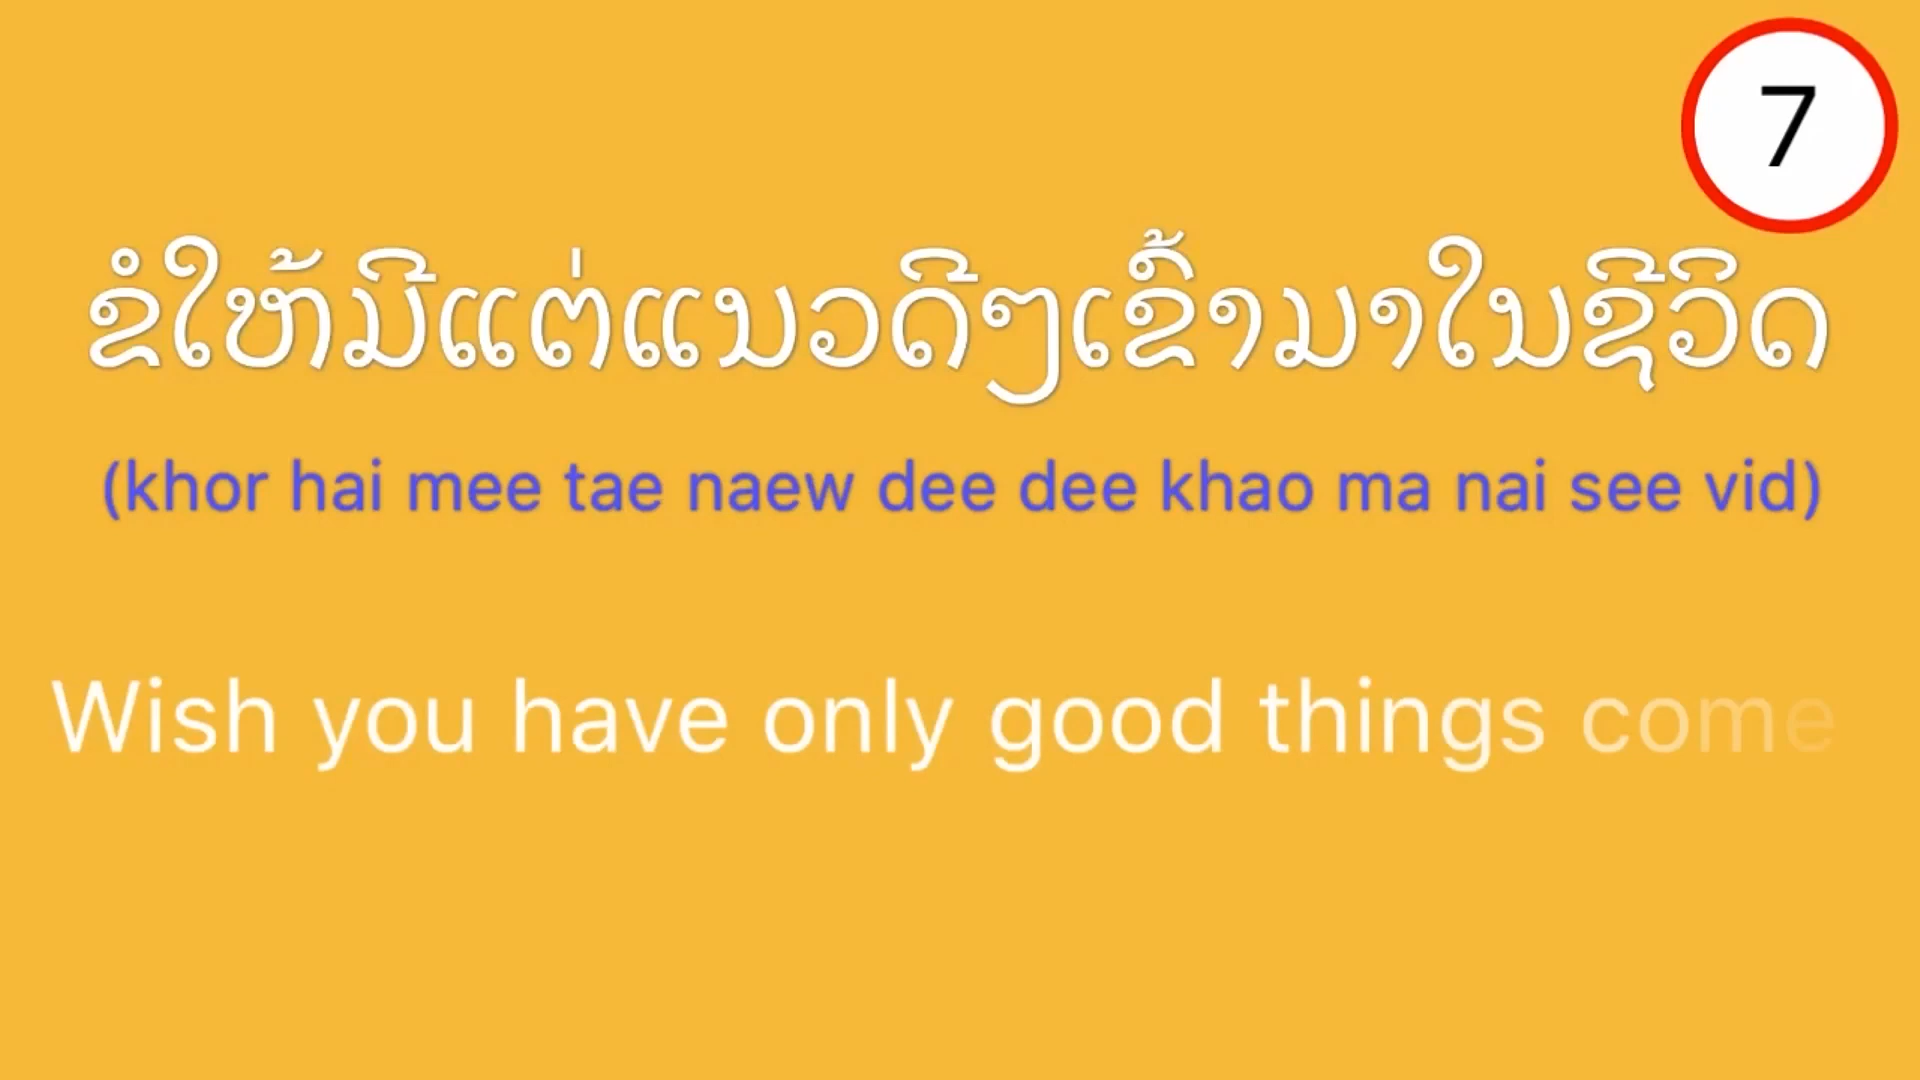 7
ຂໍໃຫ້ມີແຕ່ແນວດີໆເຂົ້າມາໃນຊີວິດ
(khor hai mee tae naew dee dee khao ma nai see vid)
Wish you have only good things come